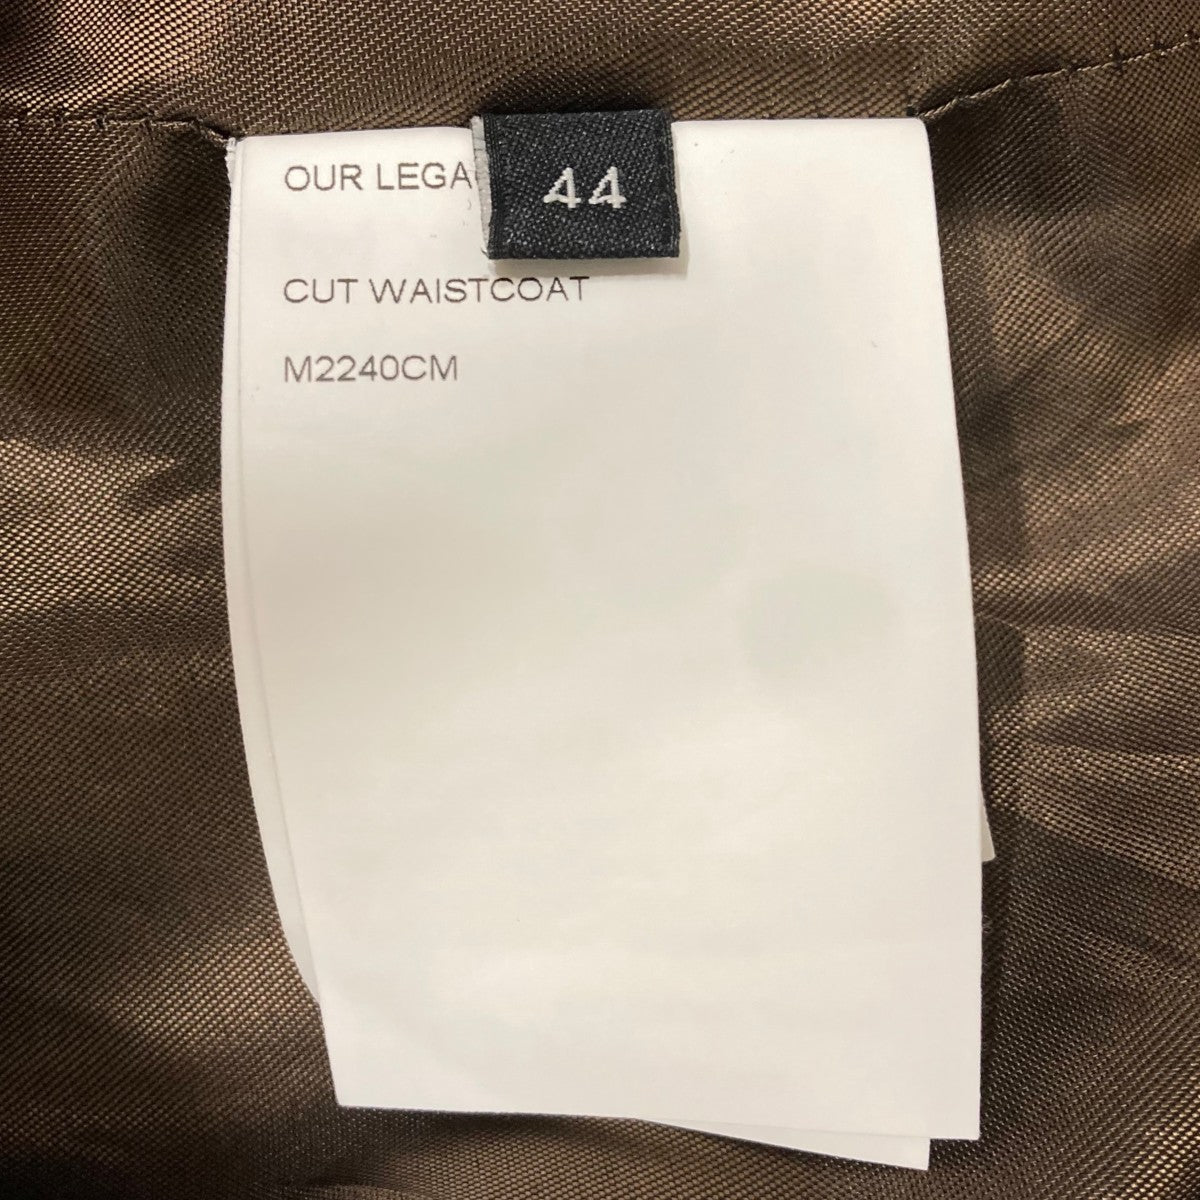 OUR LEGA
44
CUT WAISTCOAT
M2240CM